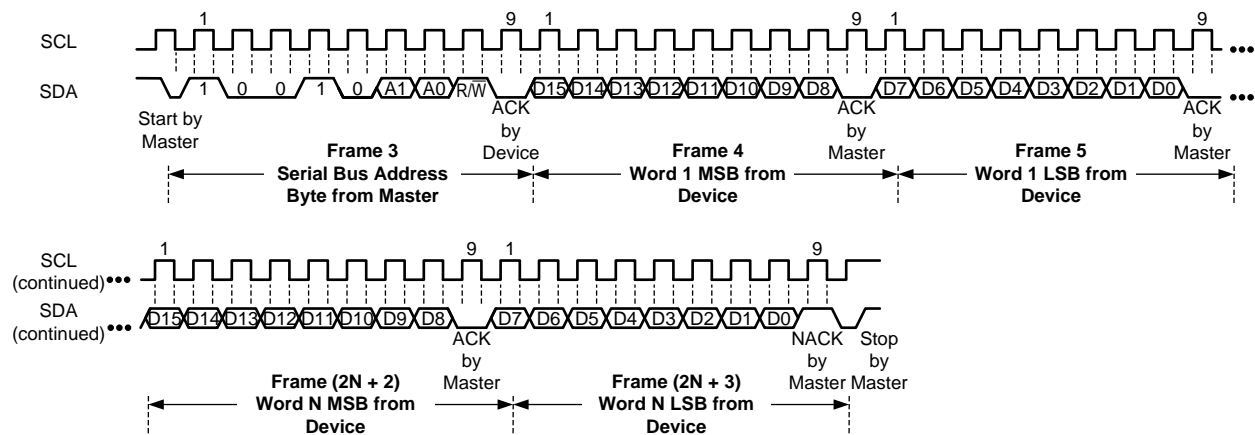 1 9 1 9 1 9
SCL
SDA 1 0 0 1 0 A1 A0 R/W̅ D15 D14 D13 D12 D11 D10 D9 D8 D7 D6 D5 D4 D3 D2 D1 D0
Start by
Master
ACK
by
Device
ACK
by
Master
ACK
by
Master
Frame 3
Serial Bus Address
Byte from Master
Frame 4
Word 1 MSB from
Device
Frame 5
Word 1 LSB from
Device
1 9 1 9
SCL
(continued)
SDA
(continued)
D15 D14 D13 D12 D11 D10 D9 D8 D7 D6 D5 D4 D3 D2 D1 D0
ACK
by
Master
NACK
by
Master
Stop
by
Master
Frame (2N + 2)
Word N MSB from
Device
Frame (2N + 3)
Word N LSB from
Device